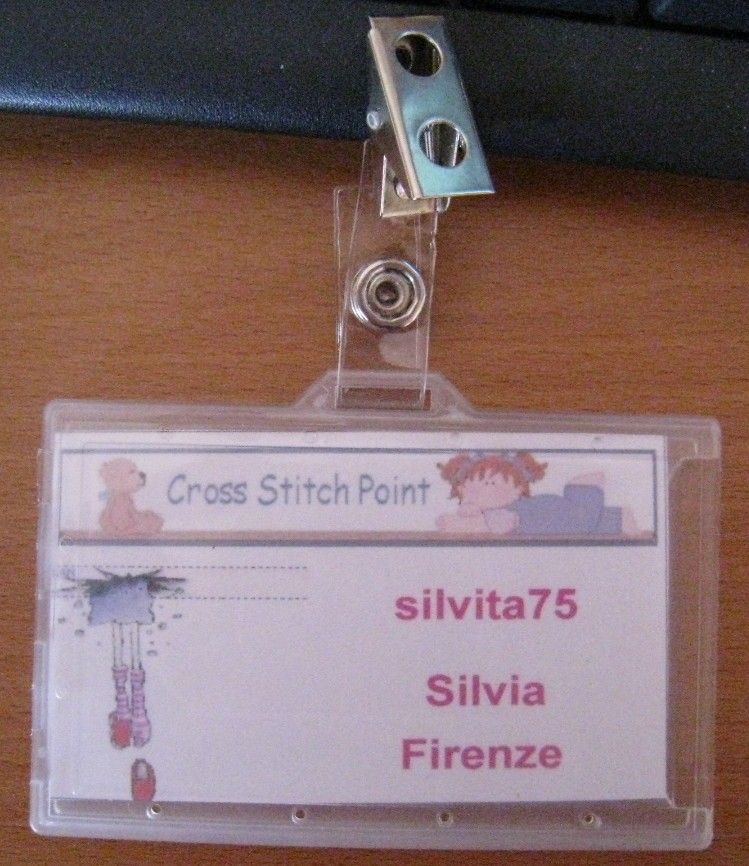 Cross Stitch Point
silvita75
Silvia
Firenze